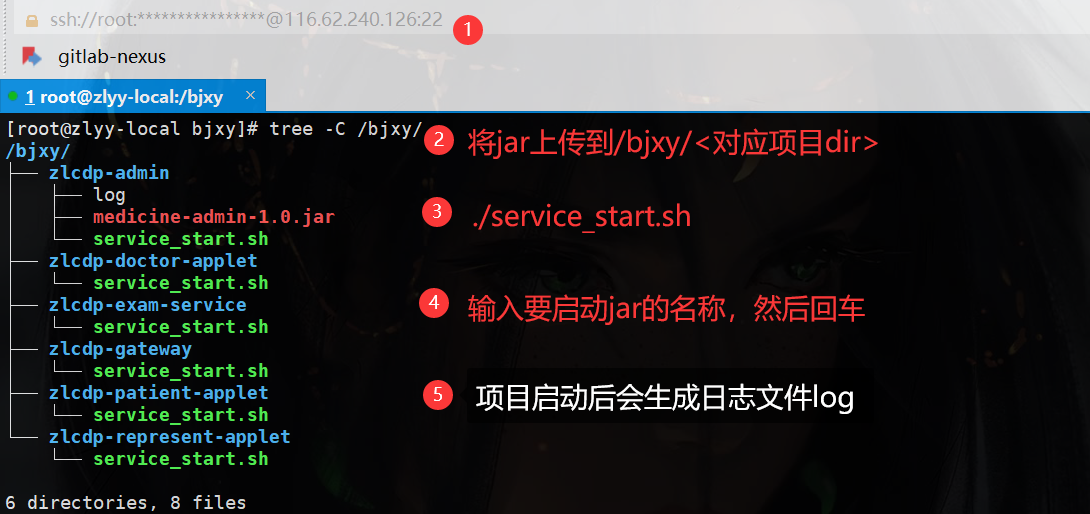 ssh://root:***************@116.62.240.126:22
1
gitlab-nexus
1 root@zlyy-local:/bjxy ×
[root@zlyy-local bjxy]# tree -C /bjxy/
2 将jar上传到/bjxy/<对应项目dir>
/bjxy/
├── zlcdp-admin
│   ├── log
│   ├── medicine-admin-1.0.jar
3 ./service_start.sh
│   └── service_start.sh
├── zlcdp-doctor-applet
│   └── service_start.sh
├── zlcdp-exam-service
4 输入要启动jar的名称，然后回车
│   └── service_start.sh
├── zlcdp-gateway
│   └── service_start.sh
├── zlcdp-patient-applet
5 项目启动后会生成日志文件log
│   └── service_start.sh
└── zlcdp-represent-applet
    └── service_start.sh
6 directories, 8 files